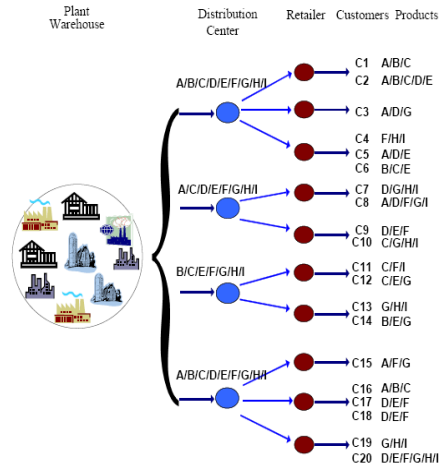 Plant
Warehouse
Distribution
Center
Retailer
Customers
Products
A/B/C/D/E/F/G/H/I
C1 A/B/C
C2 A/B/C/D/E
C3 A/D/G
C4 F/H/I
C5 A/D/E
C6 B/C/E
A/C/D/E/F/G/H/I
C7 D/G/H/I
C8 A/D/F/G/I
C9 D/E/F
C10 C/G/H/I
B/C/E/F/G/H/I
C11 C/F/I
C12 C/E/G
C13 G/H/I
C14 B/E/G
A/B/C/D/E/F/G/H/I
C15 A/F/G
C16 A/B/C
C17 D/E/F
C18 D/E/F
C19 G/H/I
C20 D/E/F/G/H/I